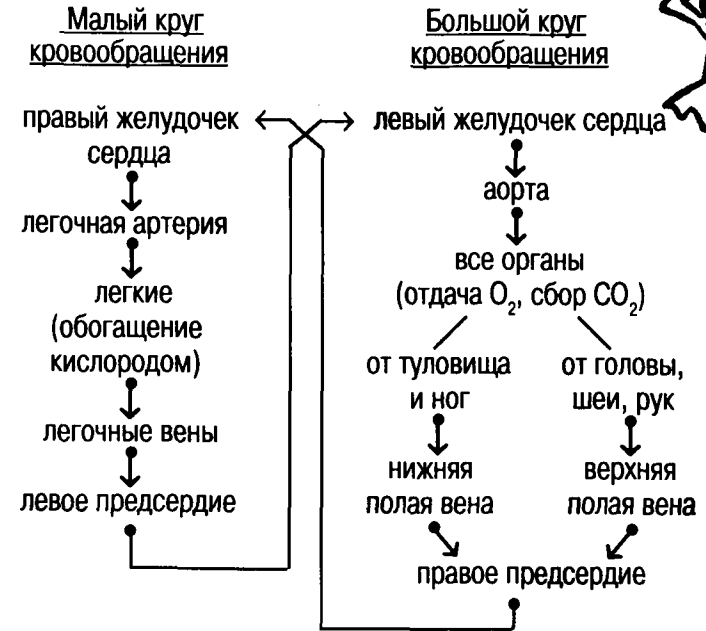 Малый круг
кровообращения
правый желудочек
сердца
легочная артерия
легкие
(обогащение
кислородом)
легочные вены
левое предсердие
Большой круг
кровообращения
левый желудочек сердца
аорта
все органы
(отдача O₂, сбор CO₂)
от туловища
и ног
нижняя
полая вена
от головы,
шеи, рук
верхняя
полая вена
правое предсердие